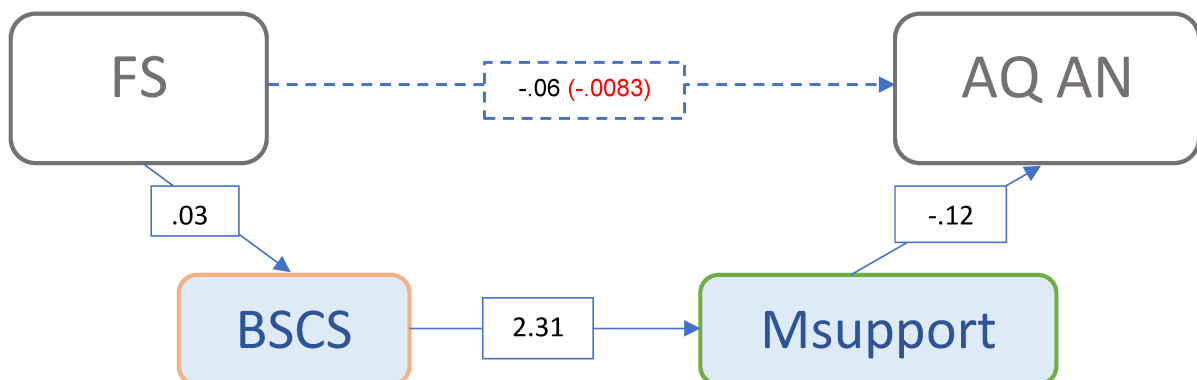 FS
-.06 (-.0083)
AQ AN
.03
-.12
BSCS
2.31
Msupport